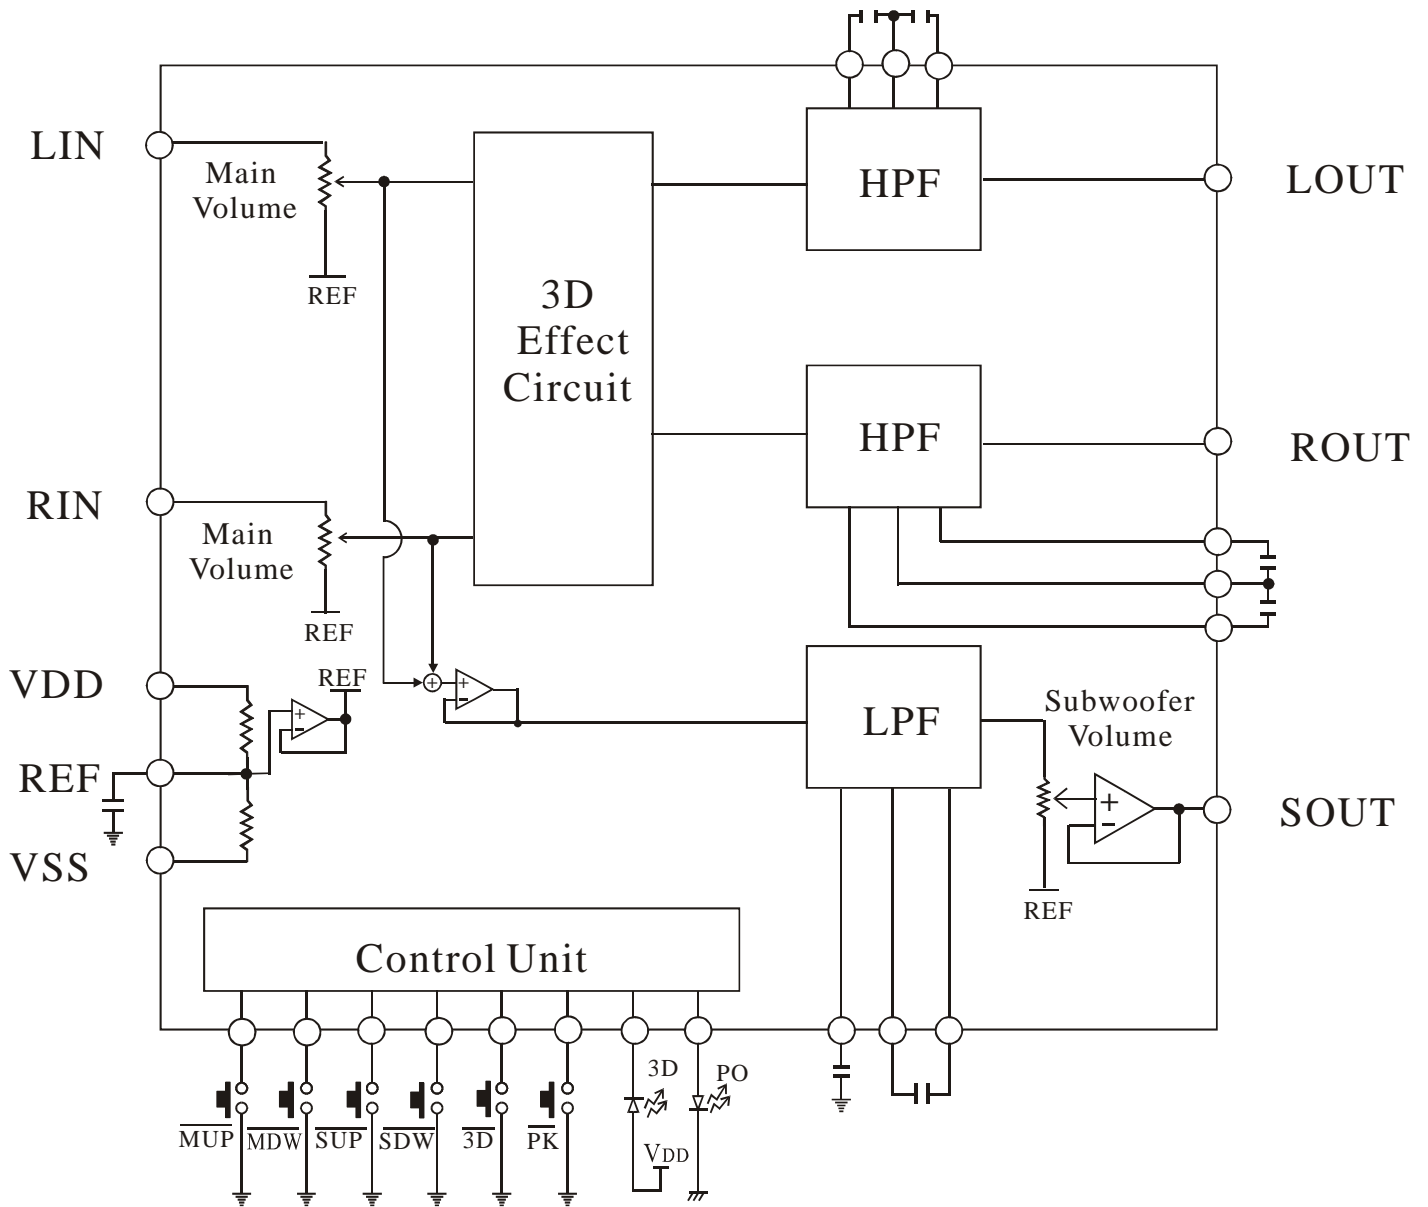 LIN
Main
Volume
REF
HPF
LOUT
3D
Effect
Circuit
HPF
ROUT
RIN
Main
Volume
REF
VDD
REF
+
-
+
+
-
LPF
Subwoofer
Volume
REF
+
-
SOUT
REF
VSS
Control Unit
3D
PO
MUP
MDW
SUP
SDW
3D
PK
VDD